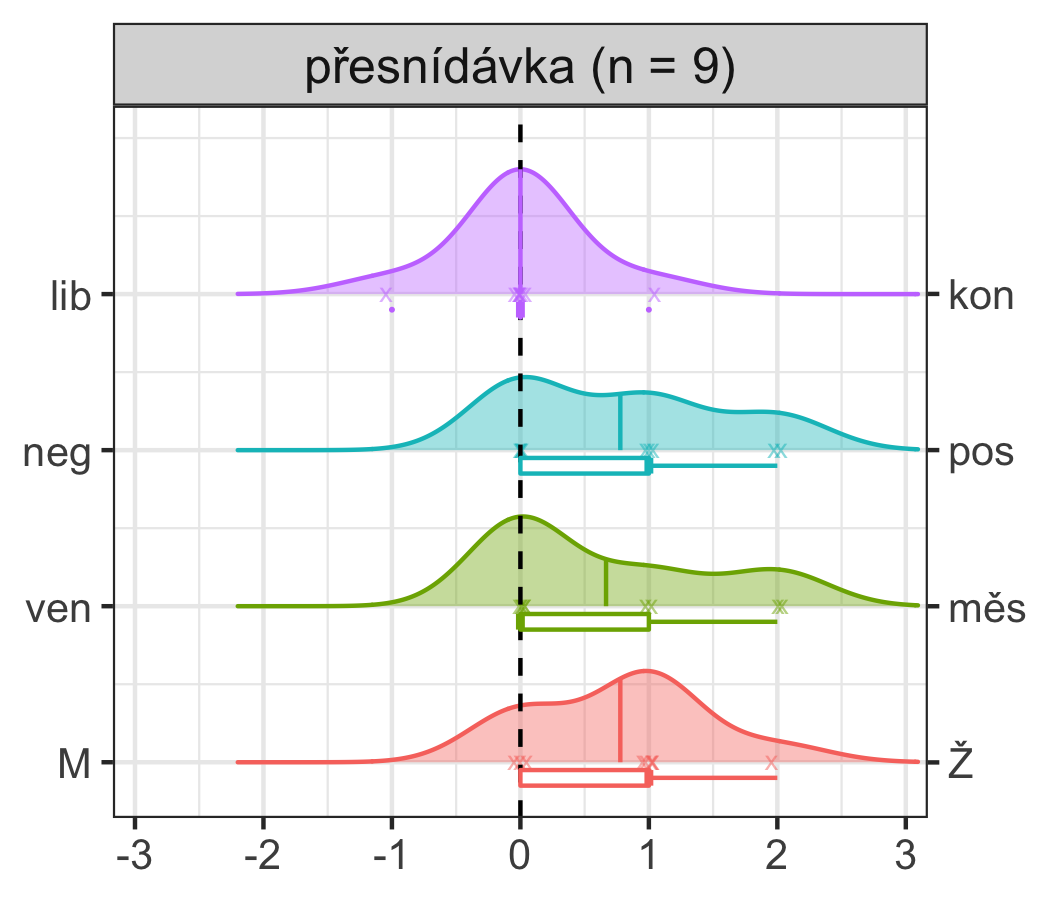 přesnídávka (n = 9)
lib kon
neg pos
ven měs
M Ž
-3 -2 -1 0 1 2 3